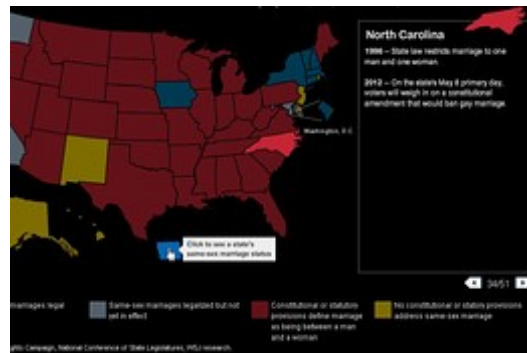 North Carolina
1996 – State law restricts marriage to one
man and one woman.
2012 – On the state's May 8 primary day,
voters will weigh in on a constitutional
amendment that would ban gay marriage.
Washington, D.C.
Click to see a state's
same-sex marriage status
34/51
marriages legal
Same-sex marriages legalized but not
yet in effect
Constitutional or statutory
provisions define marriage
as being between a man
and a woman
No constitutional or statutory provisions
address same-sex marriage
Campaign, National Conference of State Legislatures, WSJ research